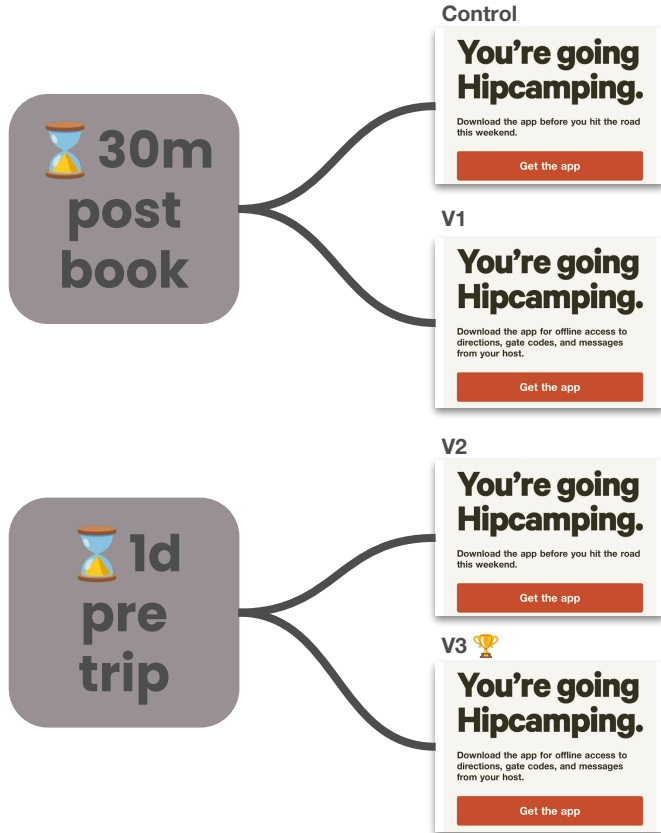 Control
You're going
Hipcamping.
Download the app before you hit the road
this weekend.
Get the app
⏳ 30m
post
book
V1
You're going
Hipcamping.
Download the app for offline access to
directions, gate codes, and messages
from your host.
Get the app
V2
You're going
Hipcamping.
Download the app before you hit the road
this weekend.
Get the app
⏳ 1d
pre
trip
V3 🏆
You're going
Hipcamping.
Download the app for offline access to
directions, gate codes, and messages
from your host.
Get the app